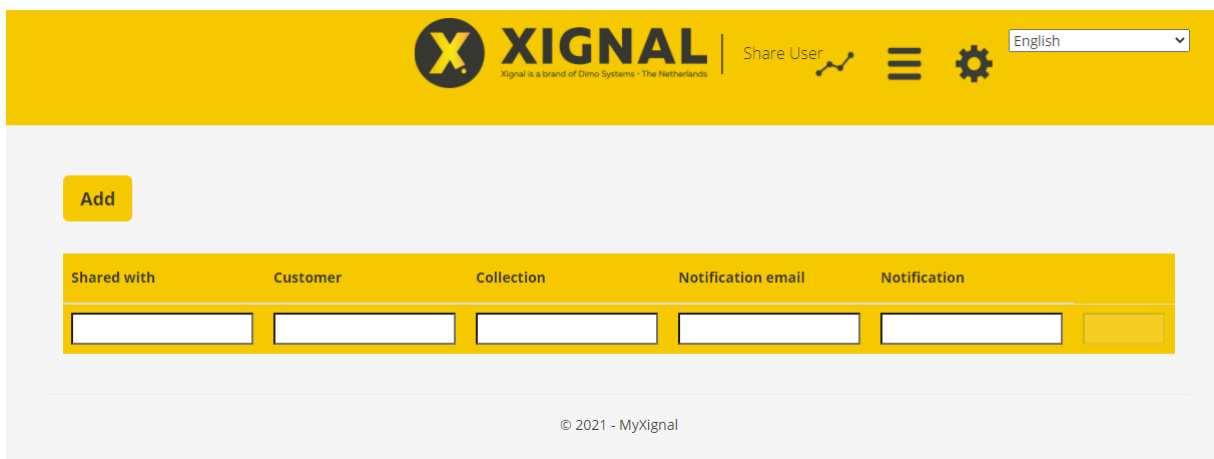 X.
XIGNAL
Xignal is a brand of Dimo Systems - The Netherlands
Share User
English
Add
Shared with Customer Collection Notification email Notification
© 2021 - MyXignal